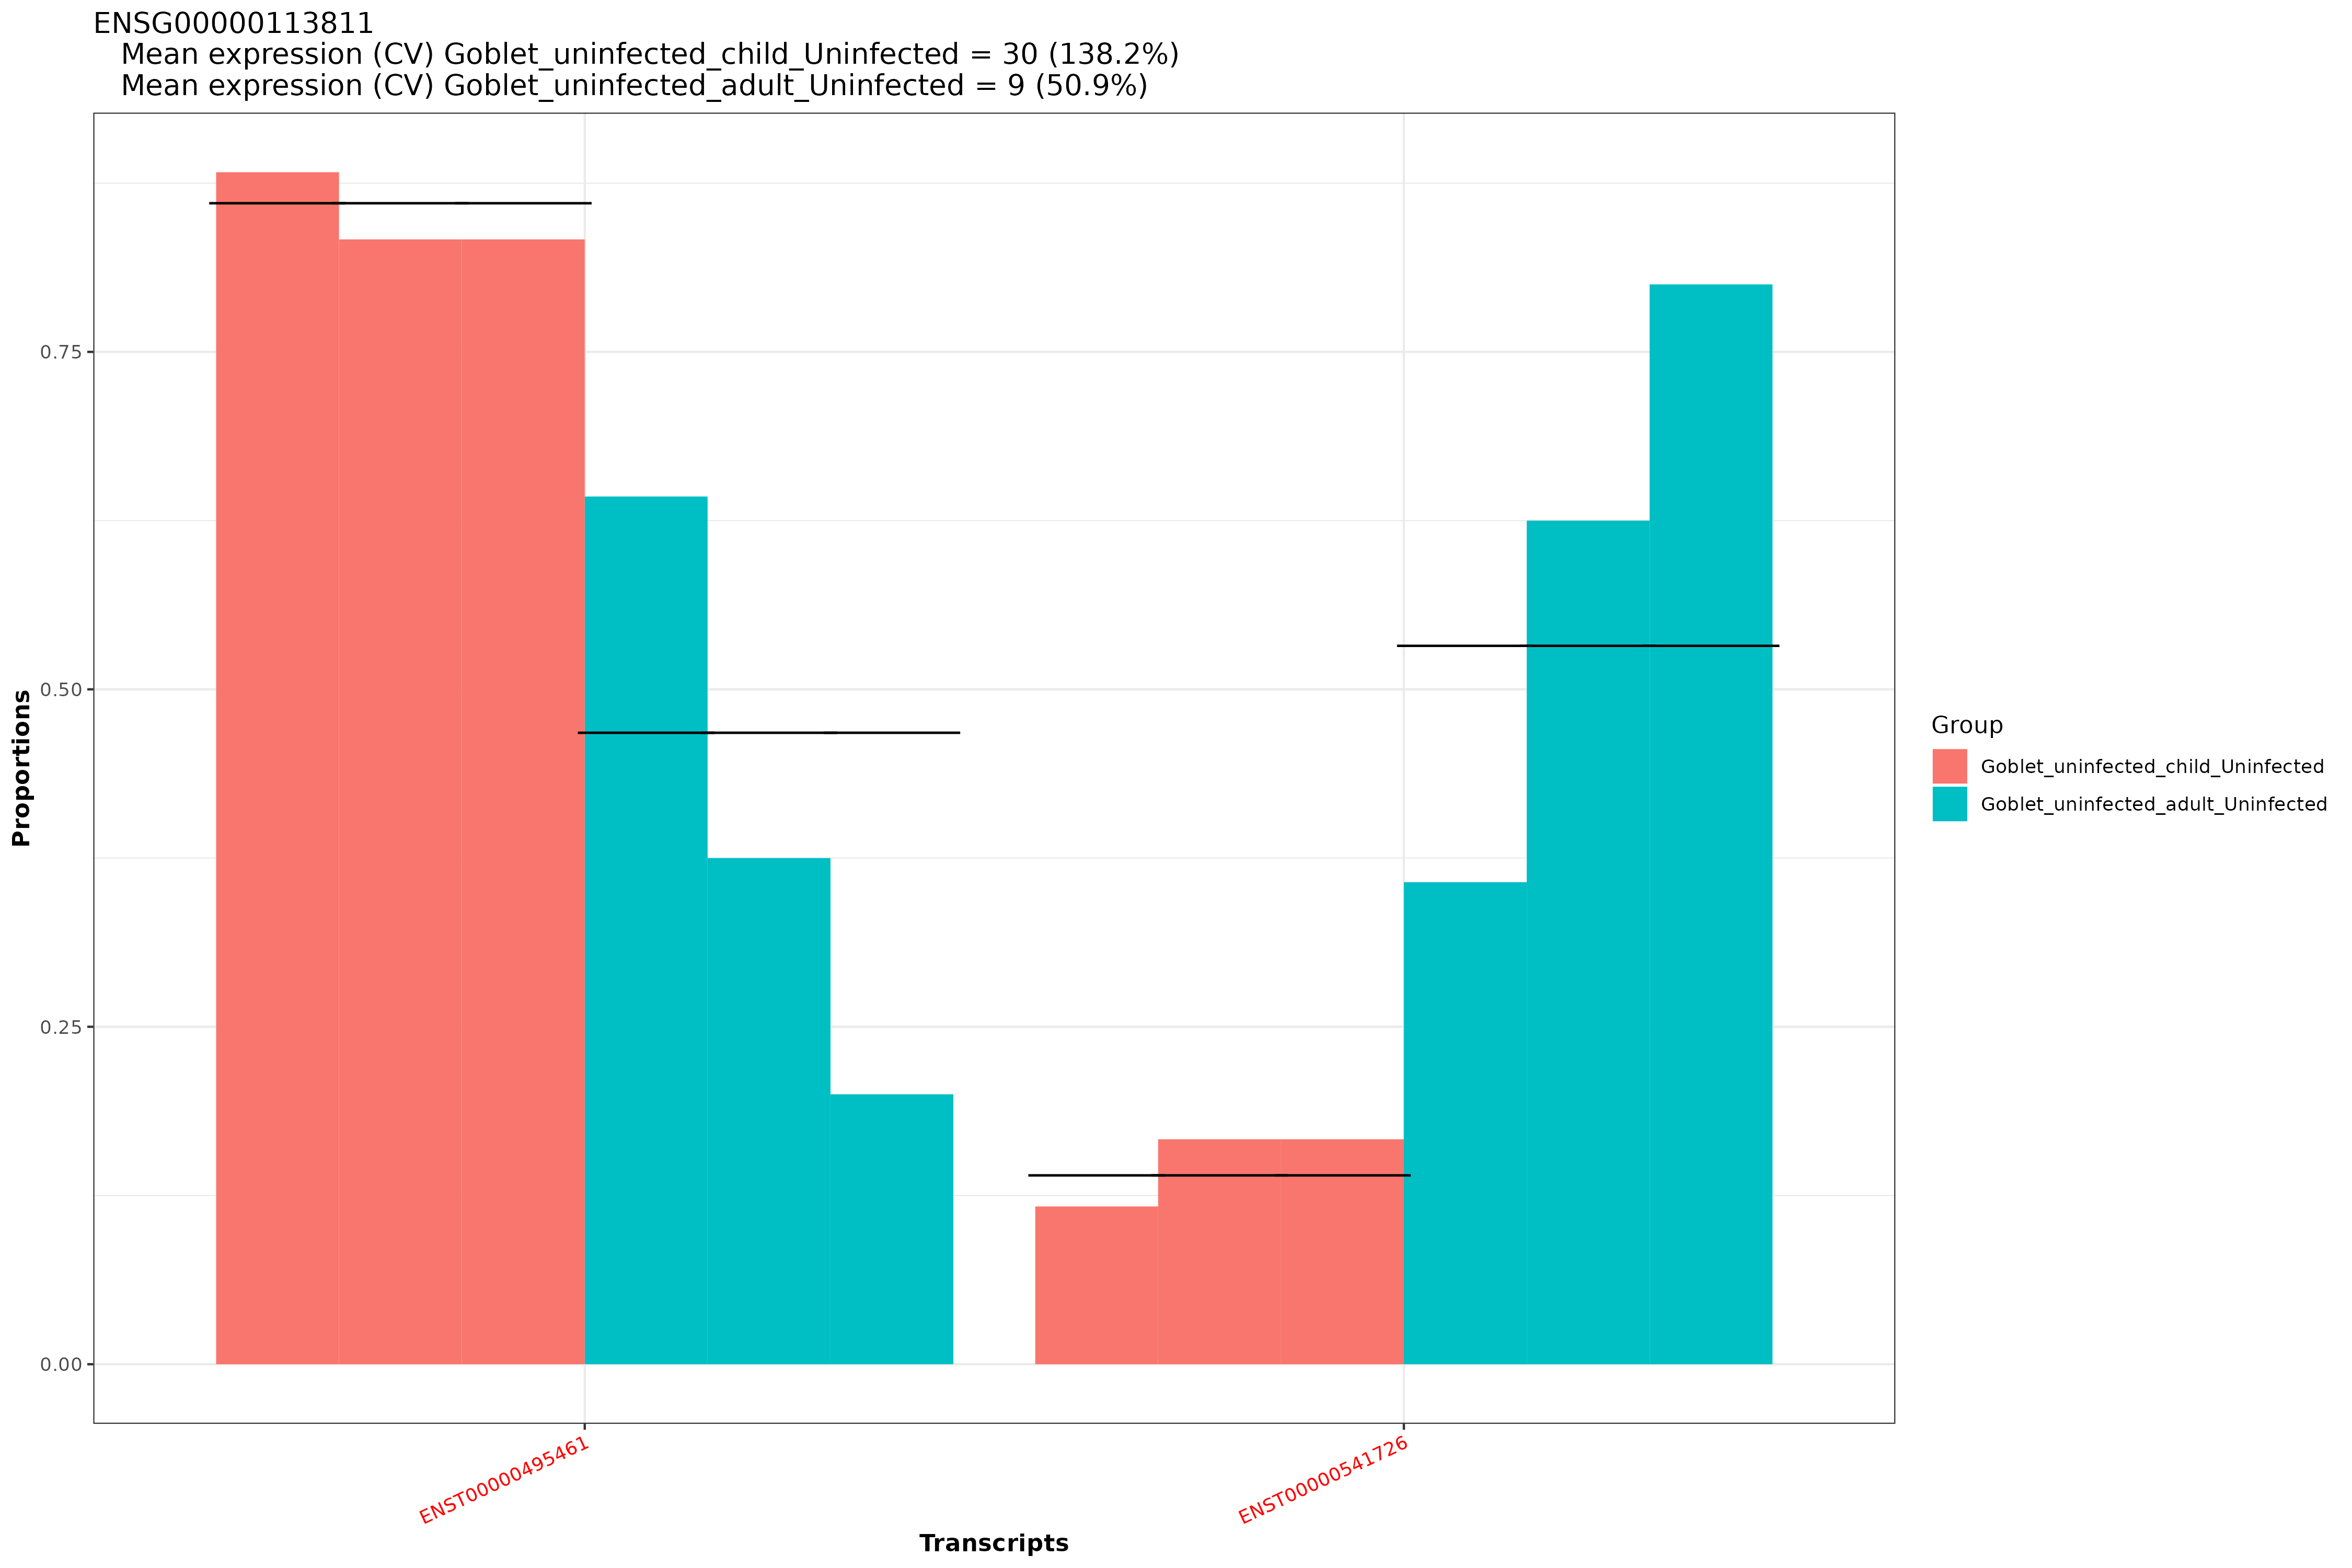 ENSG00000113811
Mean expression (CV) Goblet_uninfected_child_Uninfected = 30 (138.2%)
Mean expression (CV) Goblet_uninfected_adult_Uninfected = 9 (50.9%)
0.75
0.50
0.25
0.00
Proportions
ENST00000495461
ENST00000541726
Transcripts
Group
Goblet_uninfected_child_Uninfected
Goblet_uninfected_adult_Uninfected